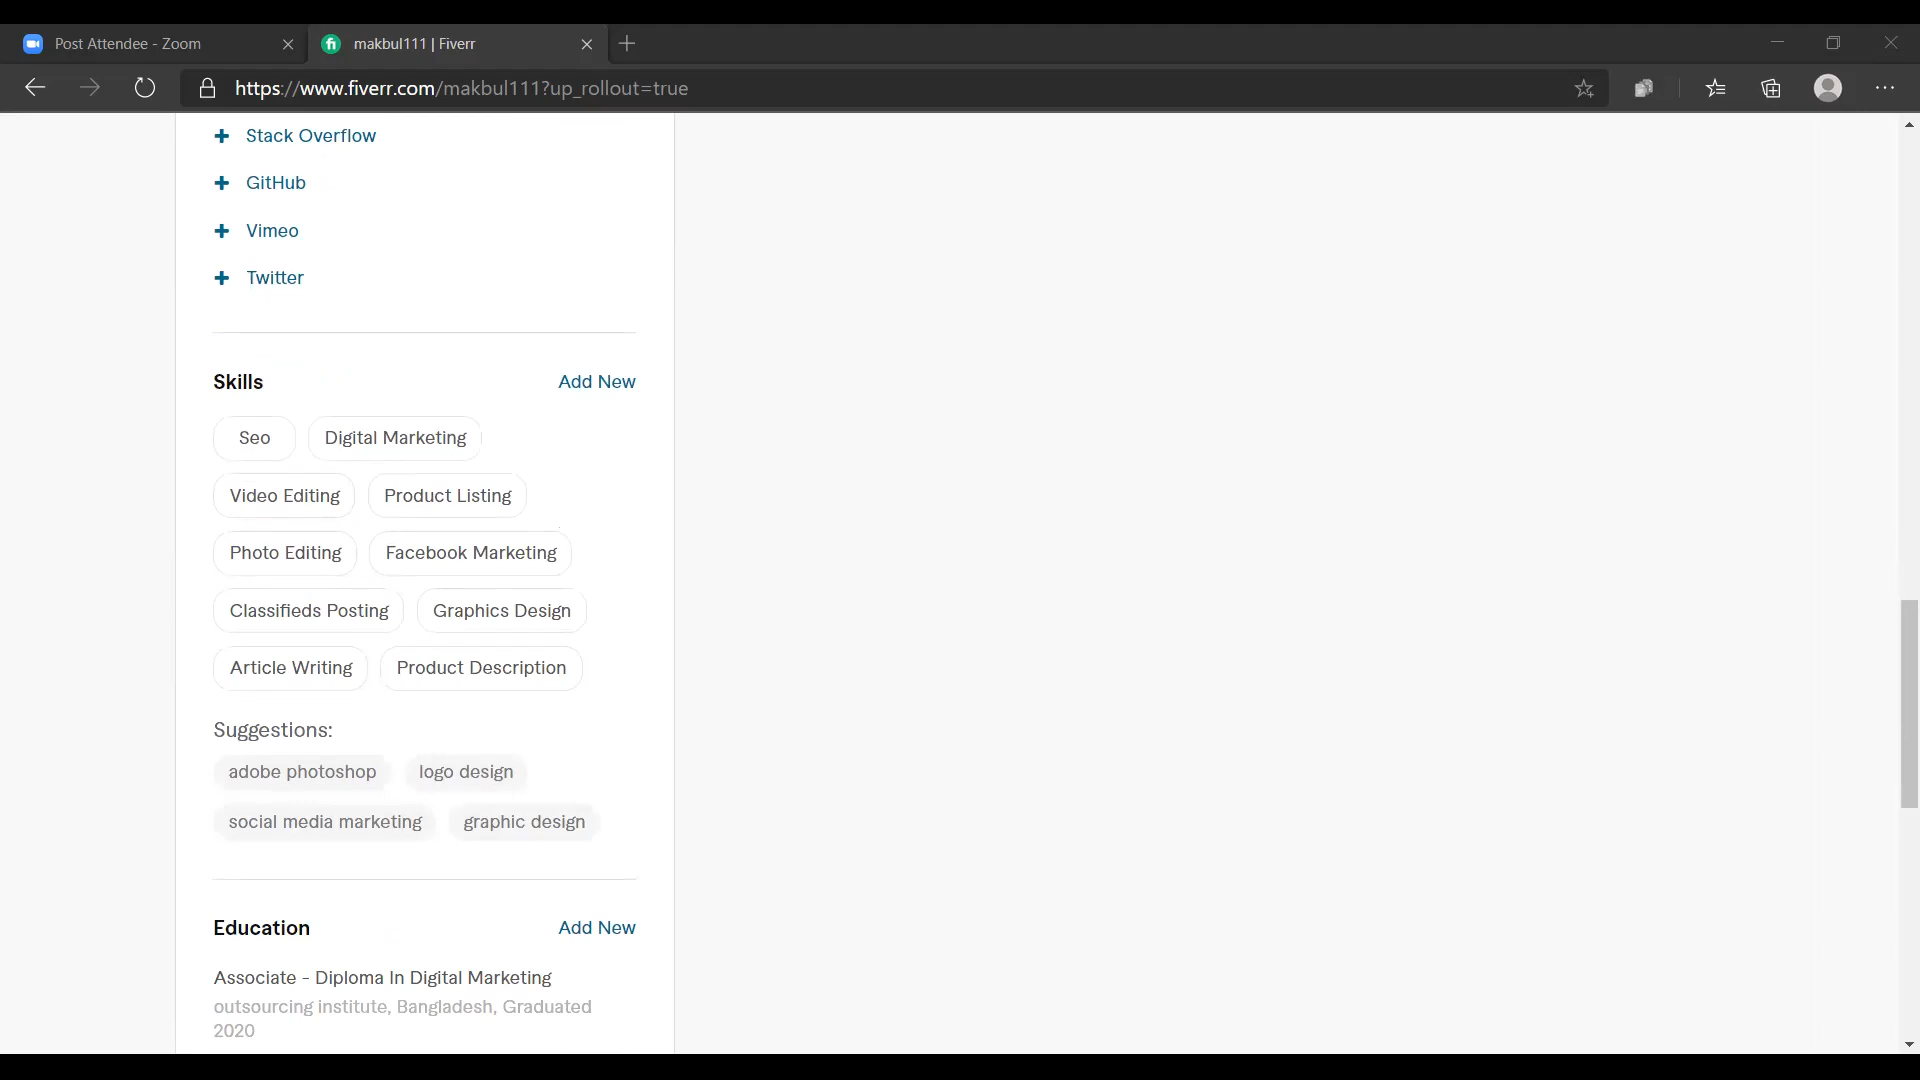 Post Attendee - Zoom
makbul111 | Fiverr
https://www.fiverr.com/makbul111?up_rollout=true
Stack Overflow
GitHub
Vimeo
Twitter
Skills Add New
Seo Digital Marketing
Video Editing Product Listing
Photo Editing Facebook Marketing
Classifieds Posting Graphics Design
Article Writing Product Description
Suggestions:
adobe photoshop logo design
social media marketing graphic design
Education Add New
Associate - Diploma In Digital Marketing
outsourcing institute, Bangladesh, Graduated
2020